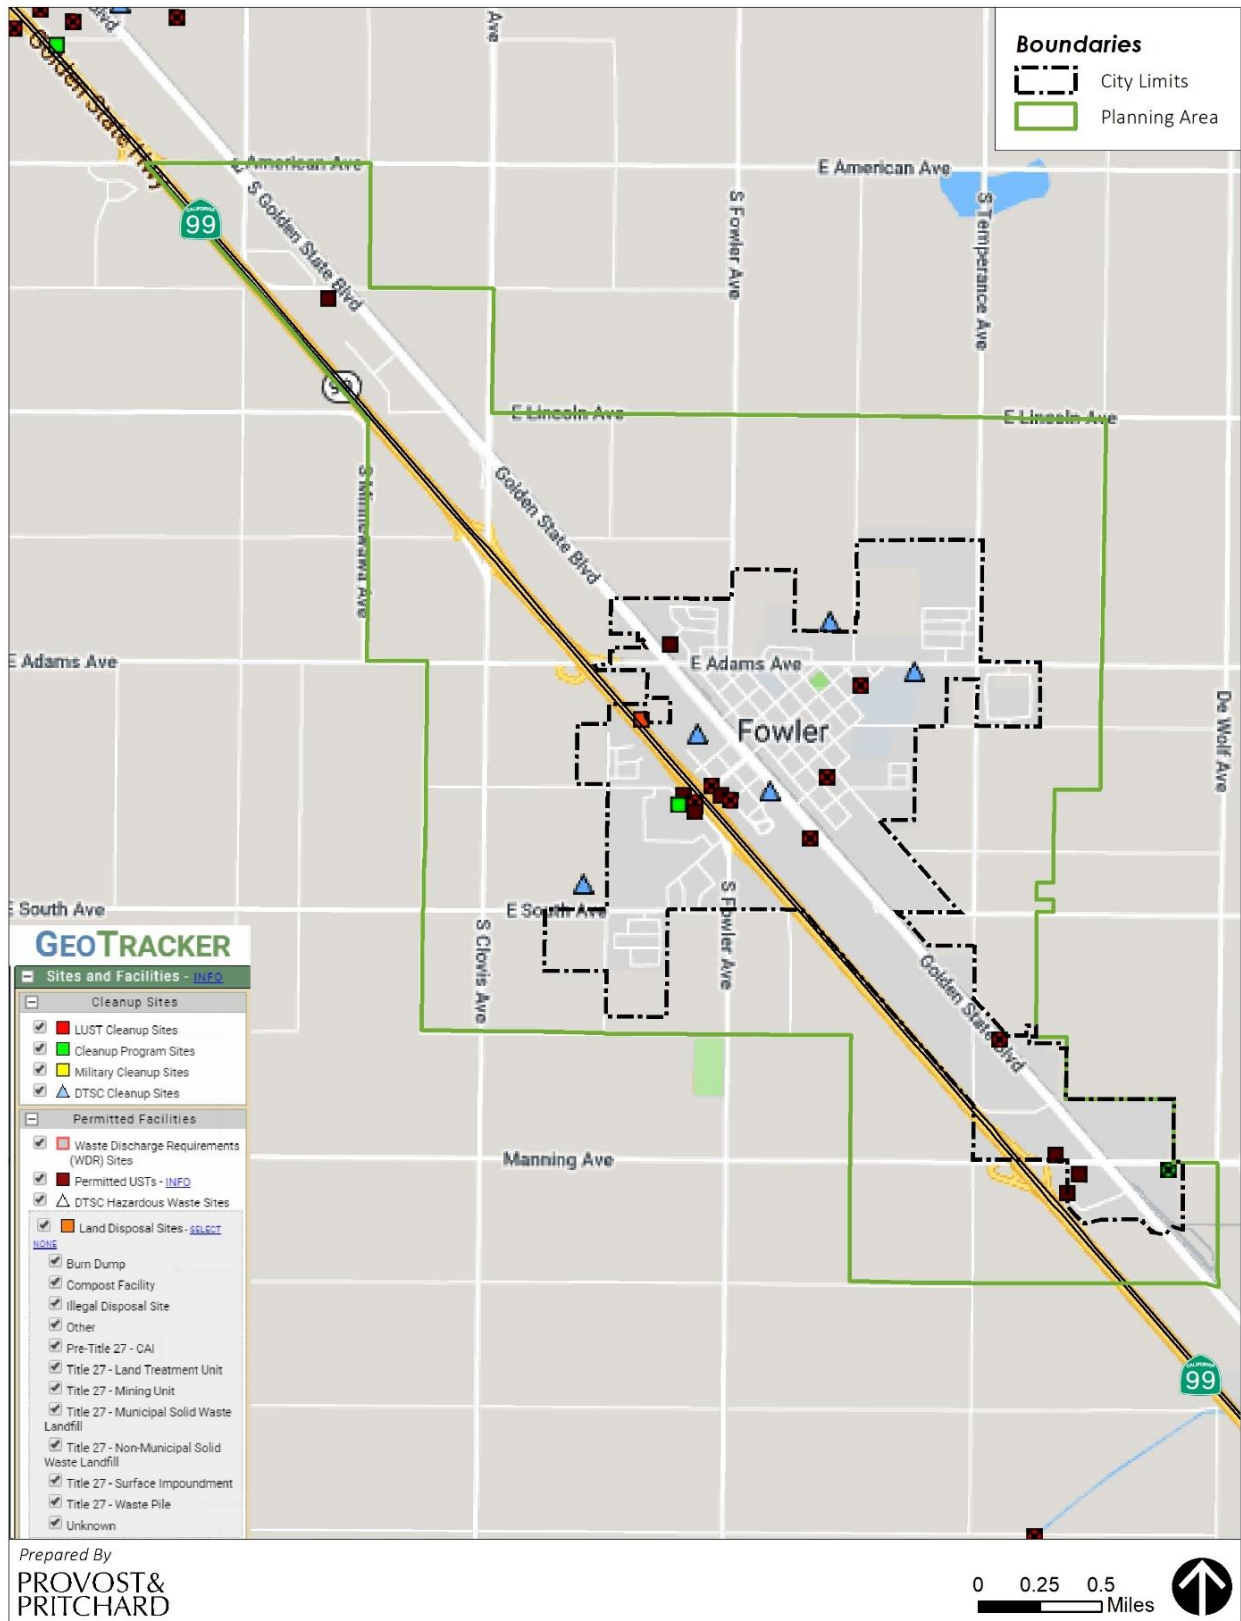 Blvd
Ave
Boundaries
City Limits
Planning Area
Golden State Hwy
E American Ave
E American Ave
CALIFORNIA
99
S Golden State Blvd
S Fowler Ave
S Temperance Ave
99
E Lincoln Ave
E Lincoln Ave
S Minnewawa Ave
Golden State Blvd
E Adams Ave
E Adams Ave
Fowler
De Wolf Ave
E South Ave
E South Ave
S Clovis Ave
S Fowler Ave
Golden State Blvd
Manning Ave
CALIFORNIA
99
GEOTRACKER
Sites and Facilities - INFO
Cleanup Sites
LUST Cleanup Sites
Cleanup Program Sites
Military Cleanup Sites
DTSC Cleanup Sites
Permitted Facilities
Waste Discharge Requirements
(WDR) Sites
Permitted USTs - INFO
DTSC Hazardous Waste Sites
Land Disposal Sites - SELECT
NONE
Burn Dump
Compost Facility
Illegal Disposal Site
Other
Pre-Title 27 - CAI
Title 27 - Land Treatment Unit
Title 27 - Mining Unit
Title 27 - Municipal Solid Waste
Landfill
Title 27 - Non-Municipal Solid
Waste Landfill
Title 27 - Surface Impoundment
Title 27 - Waste Pile
Unknown
Prepared By
PROVOST&
PRITCHARD
0 0.25 0.5
Miles